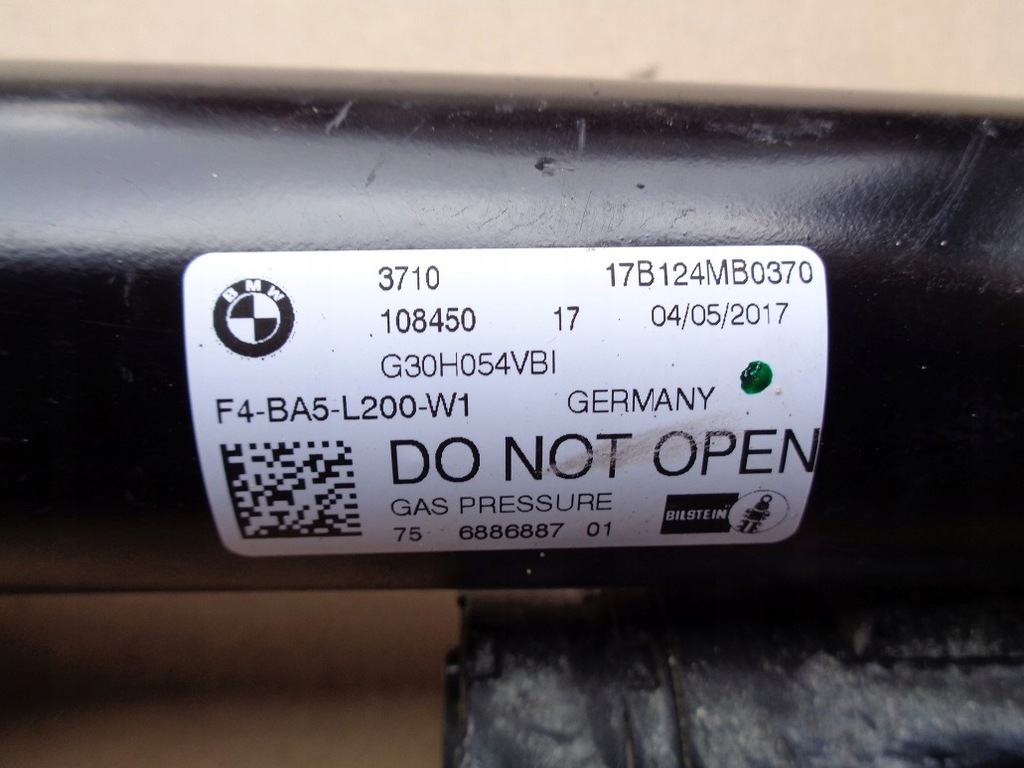 BMW
3710 17B124MB0370
108450 17 04/05/2017
G30H054VBI
F4-BA5-L200-W1 GERMANY
DO NOT OPEN
GAS PRESSURE
75 6886887 01
BILSTEIN